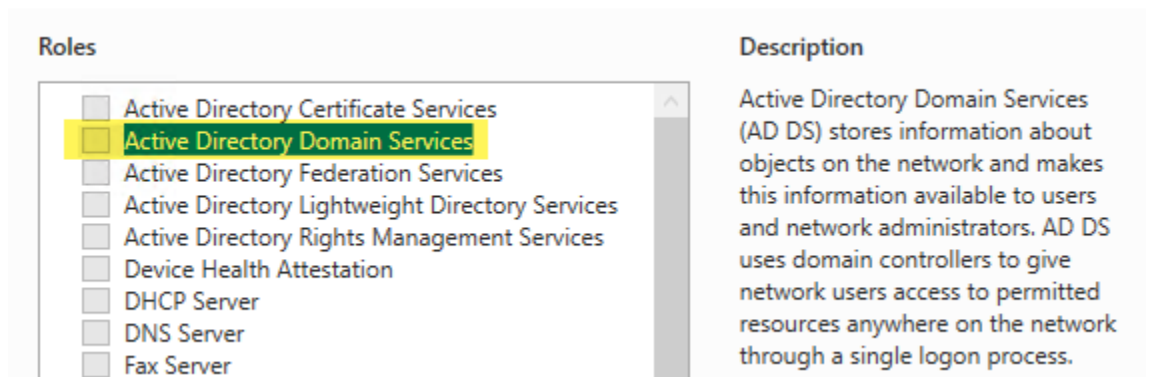 Roles
Active Directory Certificate Services
Active Directory Domain Services
Active Directory Federation Services
Active Directory Lightweight Directory Services
Active Directory Rights Management Services
Device Health Attestation
DHCP Server
DNS Server
Fax Server
Description
Active Directory Domain Services
(AD DS) stores information about
objects on the network and makes
this information available to users
and network administrators. AD DS
uses domain controllers to give
network users access to permitted
resources anywhere on the network
through a single logon process.